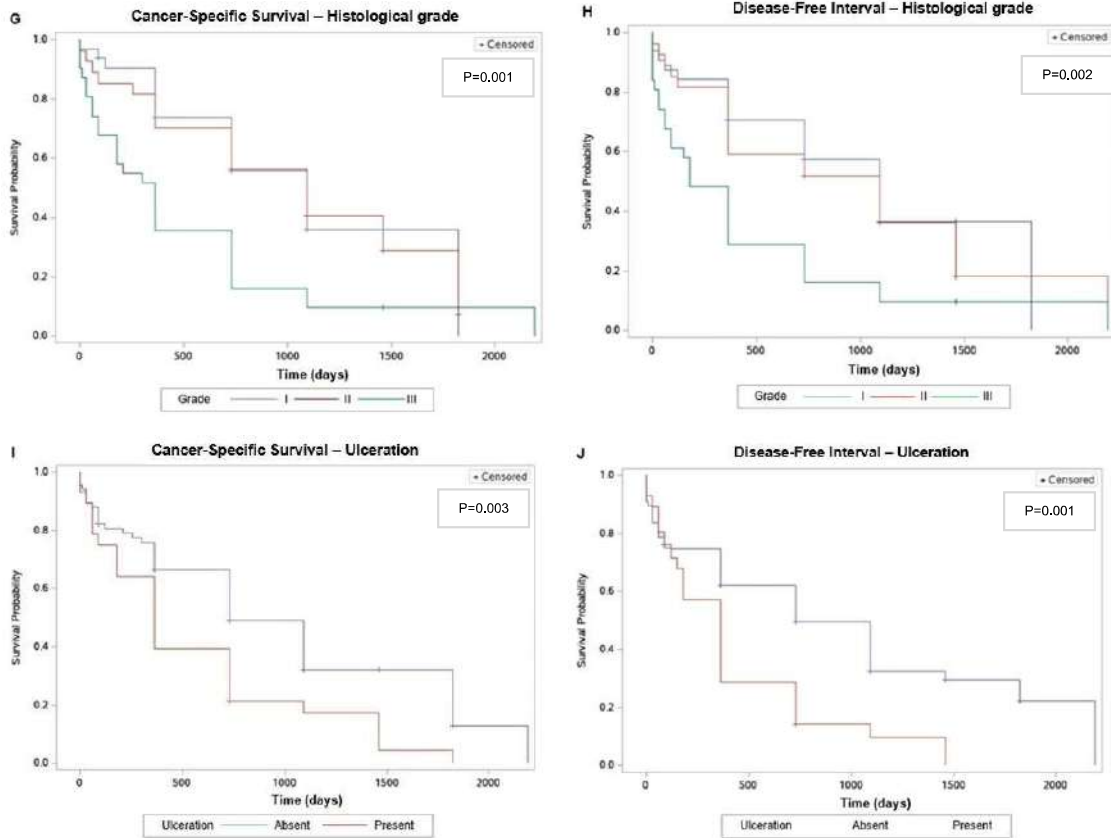 G
Cancer-Specific Survival – Histological grade
+ Censored
P=0.001
1.0
0.8
0.6
0.4
0.2
0.0
Survival Probability
0 500 1000 1500 2000
Time (days)
Grade I II III
H
Disease-Free Interval – Histological grade
+ Censored
P=0.002
1.0
0.8
0.6
0.4
0.2
0.0
Survival Probability
0 500 1000 1500 2000
Time (days)
Grade I II III
I
Cancer-Specific Survival – Ulceration
+ Censored
P=0.003
1.0
0.8
0.6
0.4
0.2
0.0
Survival Probability
0 500 1000 1500 2000
Time (days)
Ulceration Absent Present
J
Disease-Free Interval – Ulceration
+ Censored
P=0.001
1.0
0.8
0.6
0.4
0.2
0.0
Survival Probability
0 500 1000 1500 2000
Time (days)
Ulceration Absent Present